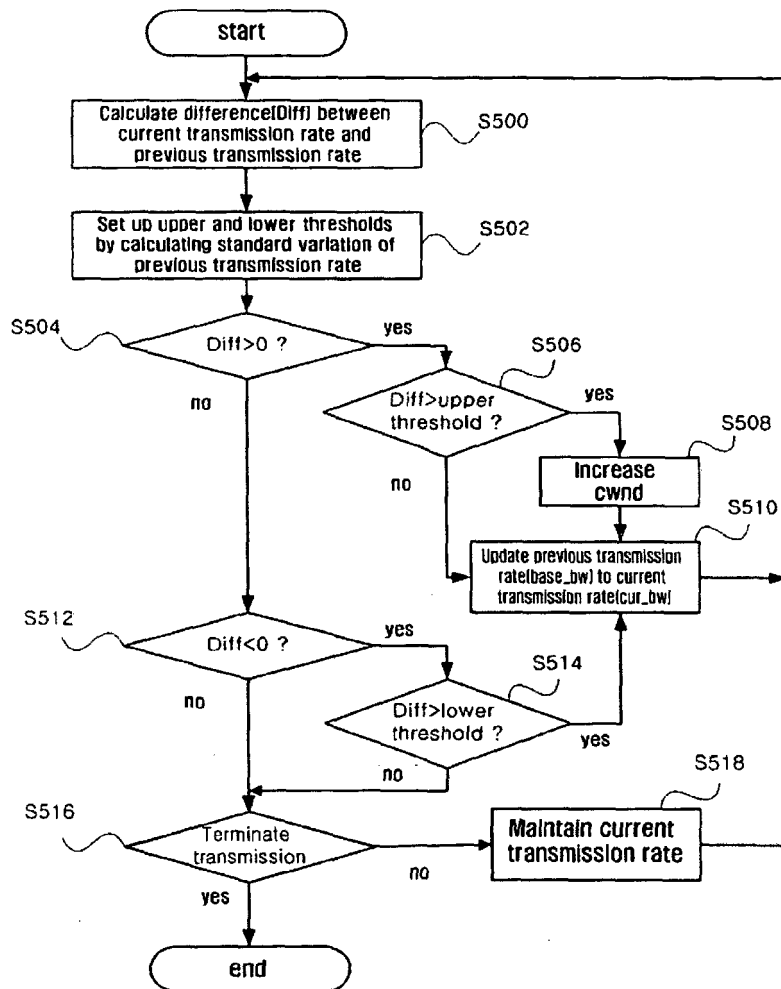 start
Calculate difference(Diff) between
current transmission rate and
previous transmission rate
S500
Set up upper and lower thresholds
by calculating standard variation of
previous transmission rate
S502
S504
Diff>0 ?
yes
no
S506
Diff>upper
threshold ?
yes
no
S508
Increase
cwnd
S510
Update previous transmission
rate(base_bw) to current
transmission rate(cur_bw)
S512
Diff<0 ?
yes
no
S514
Diff>lower
threshold ?
yes
no
S516
Terminate
transmission
no
yes
S518
Maintain current
transmission rate
end